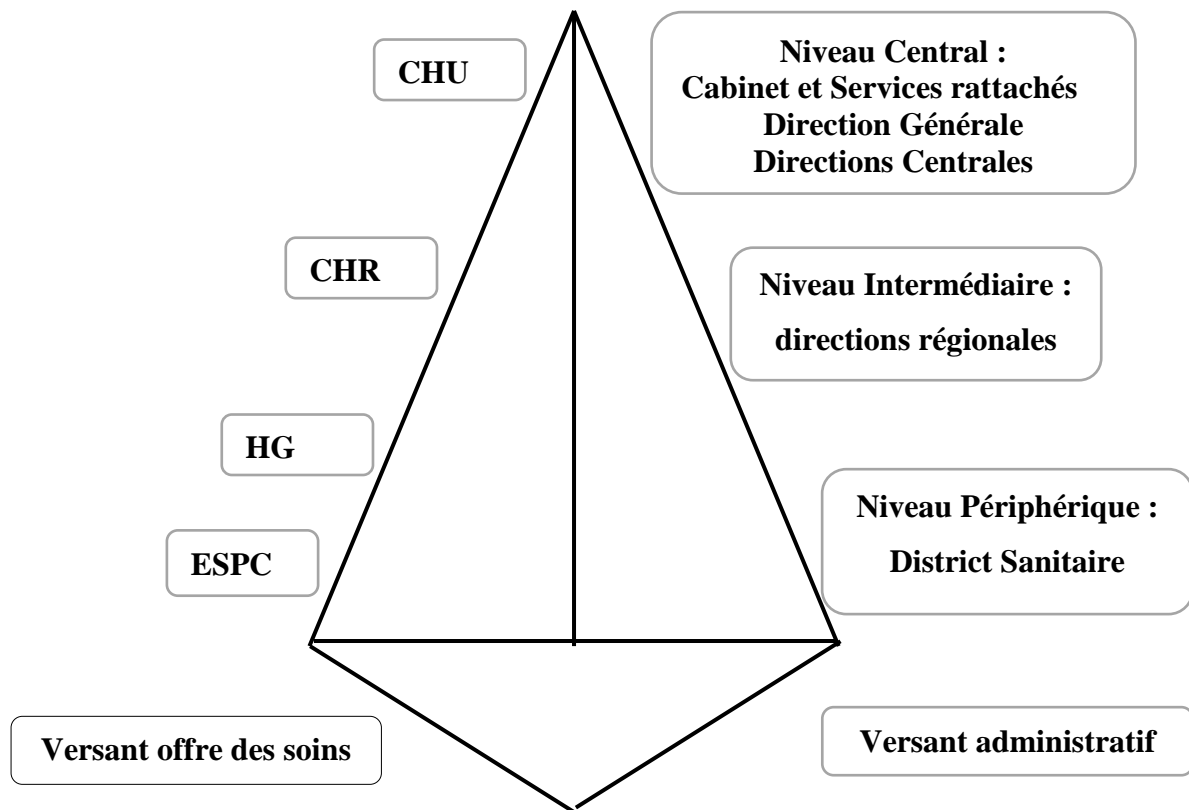 CHU
Niveau Central :
Cabinet et Services rattachés
Direction Générale
Directions Centrales
CHR
Niveau Intermédiaire :
directions régionales
HG
Niveau Périphérique :
District Sanitaire
ESPC
Versant offre des soins
Versant administratif